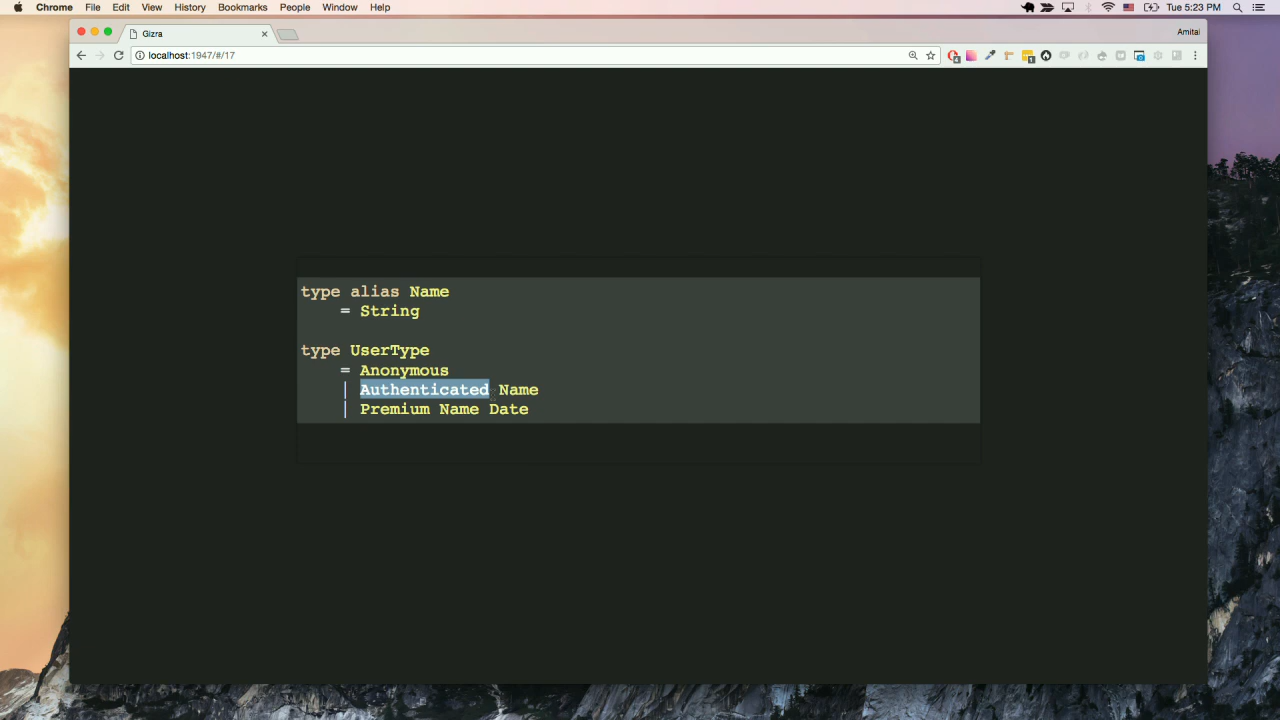 Chrome File Edit View History Bookmarks People Window Help Tue 5:23 PM
Gizra Amitai
localhost:1947/#/17
type alias Name
= String
type UserType
= Anonymous
| Authenticated Name
| Premium Name Date